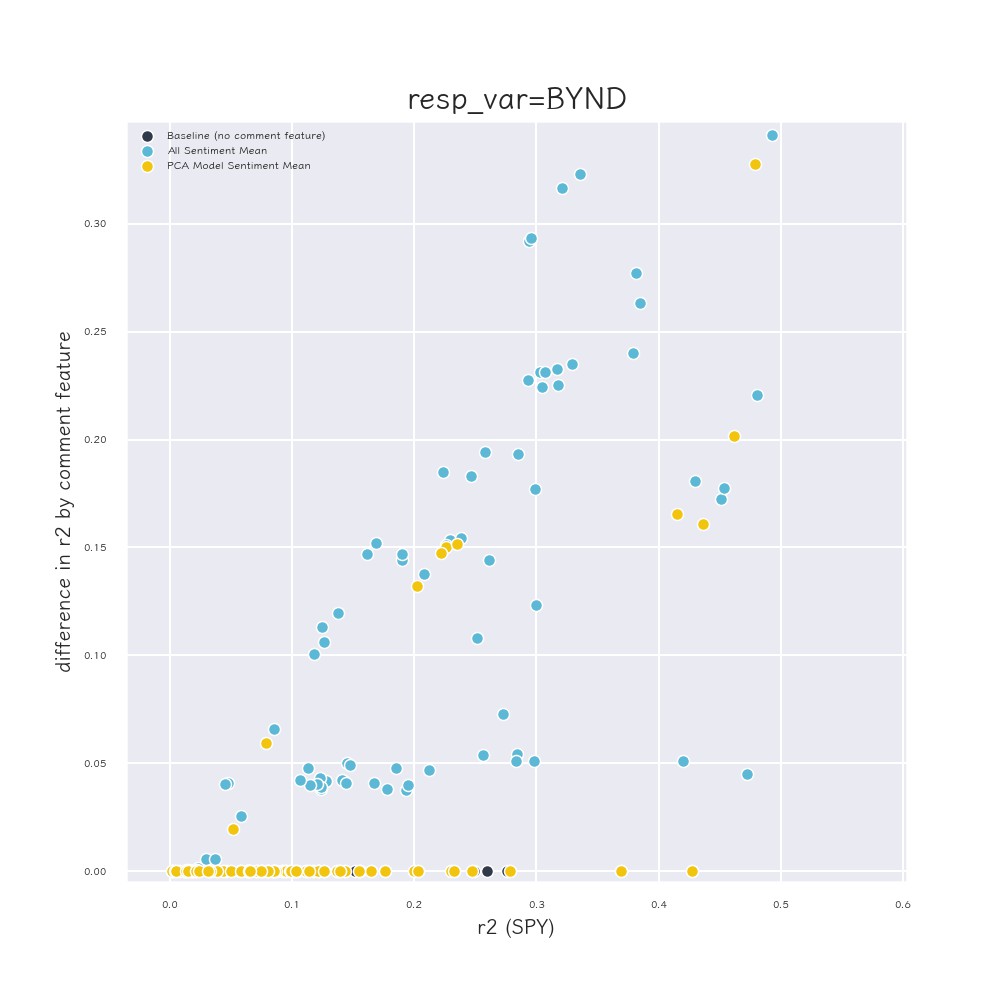 resp_var=BYND
Baseline (no comment feature)
All Sentiment Mean
PCA Model Sentiment Mean
difference in r2 by comment feature
0.30
0.25
0.20
0.15
0.10
0.05
0.00
0.0 0.1 0.2 0.3 0.4 0.5 0.6
r2 (SPY)